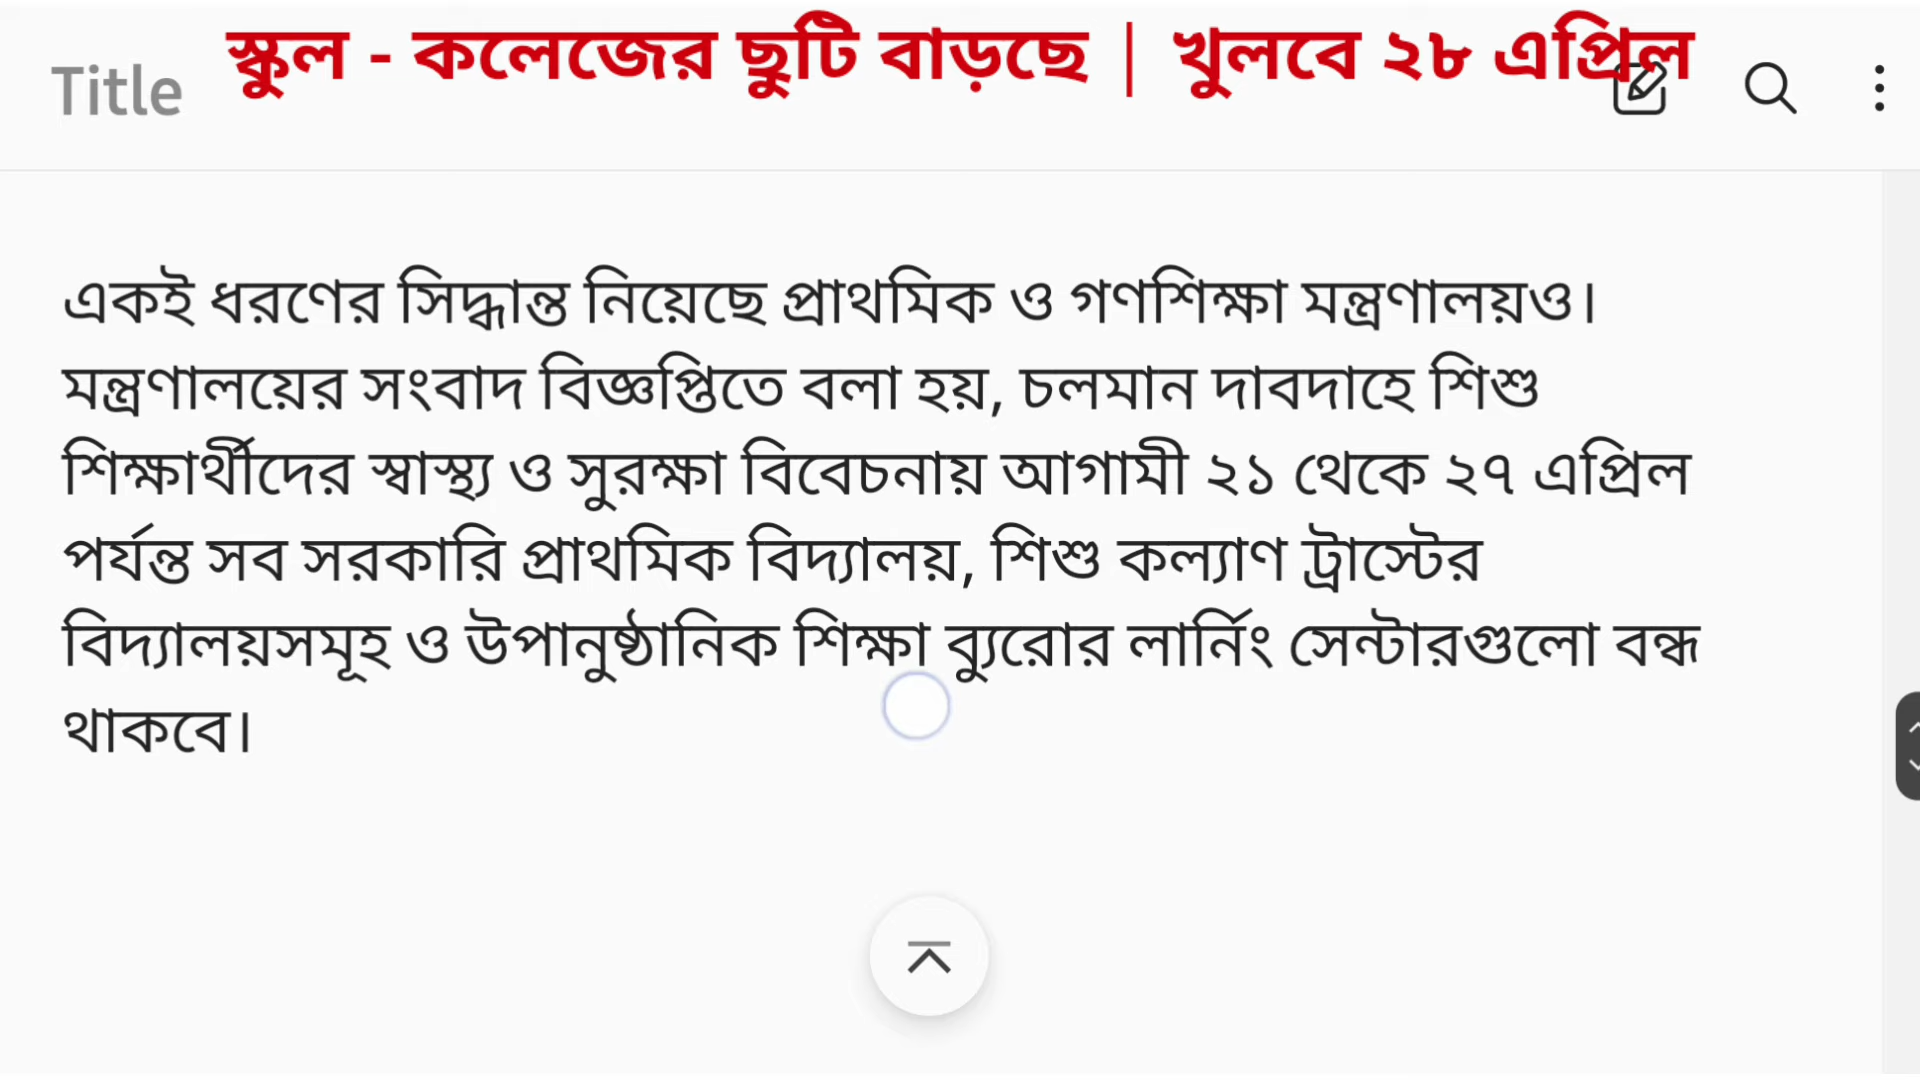 স্কুল - কলেজের ছুটি বাড়ছে | খুলবে ২৮ এপ্রিল
Title
একই ধরণের সিদ্ধান্ত নিয়েছে প্রাথমিক ও গণশিক্ষা মন্ত্রণালয়ও।
মন্ত্রণালয়ের সংবাদ বিজ্ঞপ্তিতে বলা হয়, চলমান দাবদাহে শিশু
শিক্ষার্থীদের স্বাস্থ্য ও সুরক্ষা বিবেচনায় আগামী ২১ থেকে ২৭ এপ্রিল
পর্যন্ত সব সরকারি প্রাথমিক বিদ্যালয়, শিশু কল্যাণ ট্রাস্টের
বিদ্যালয়সমূহ ও উপানুষ্ঠানিক শিক্ষা ব্যুরোর লার্নিং সেন্টারগুলো বন্ধ
থাকবে।